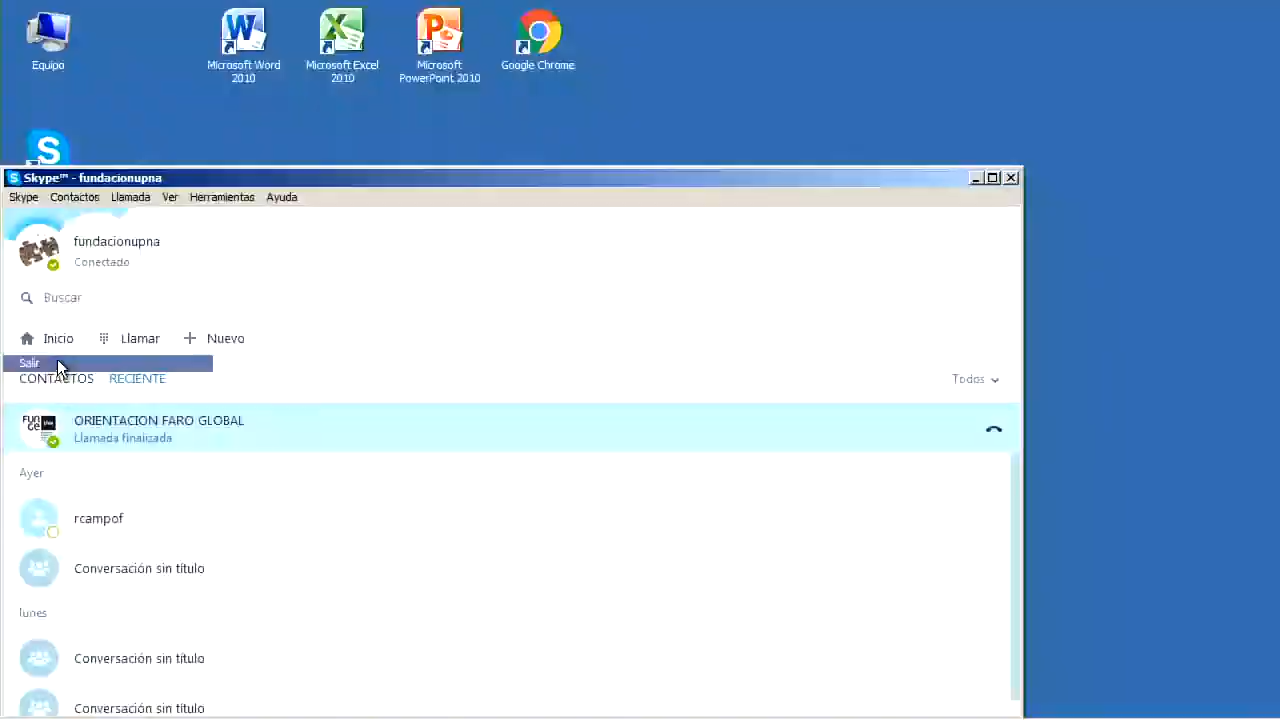 Equipo
Microsoft Word 2010
Microsoft Excel 2010
Microsoft PowerPoint 2010
Google Chrome
Skype™ - fundacionupna
Skype Contactos Llamada Ver Herramientas Ayuda
fundacionupna
Conectado
Buscar
Inicio Llamar Nuevo
Salir
CONTACTOS RECIENTE Todos
ORIENTACION FARO GLOBAL
Llamada finalizada
Ayer
rcampof
Conversación sin título
lunes
Conversación sin título
Conversación sin título